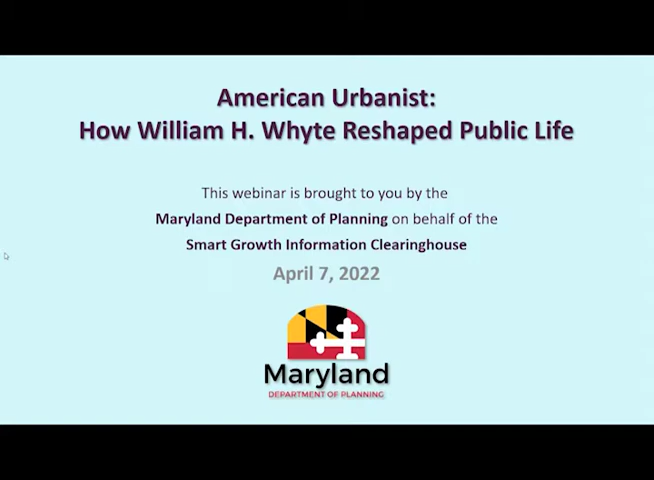 American Urbanist:
How William H. Whyte Reshaped Public Life
This webinar is brought to you by the
Maryland Department of Planning on behalf of the
Smart Growth Information Clearinghouse
April 7, 2022
Maryland
DEPARTMENT OF PLANNING